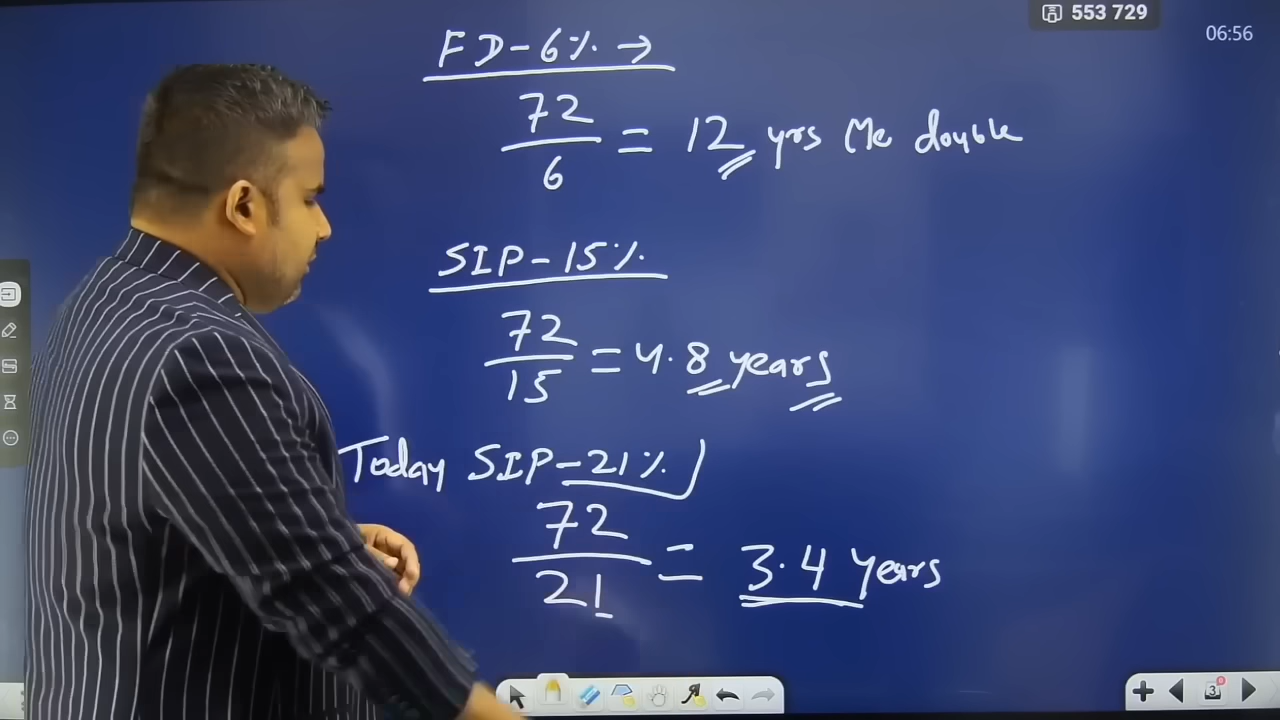 553 729
06:56
FD-6% →
72
6
= 12 yrs Me double
SIP-15%
72
15
= 4.8 years
Today SIP-21%
72
21
= 3.4 years
3